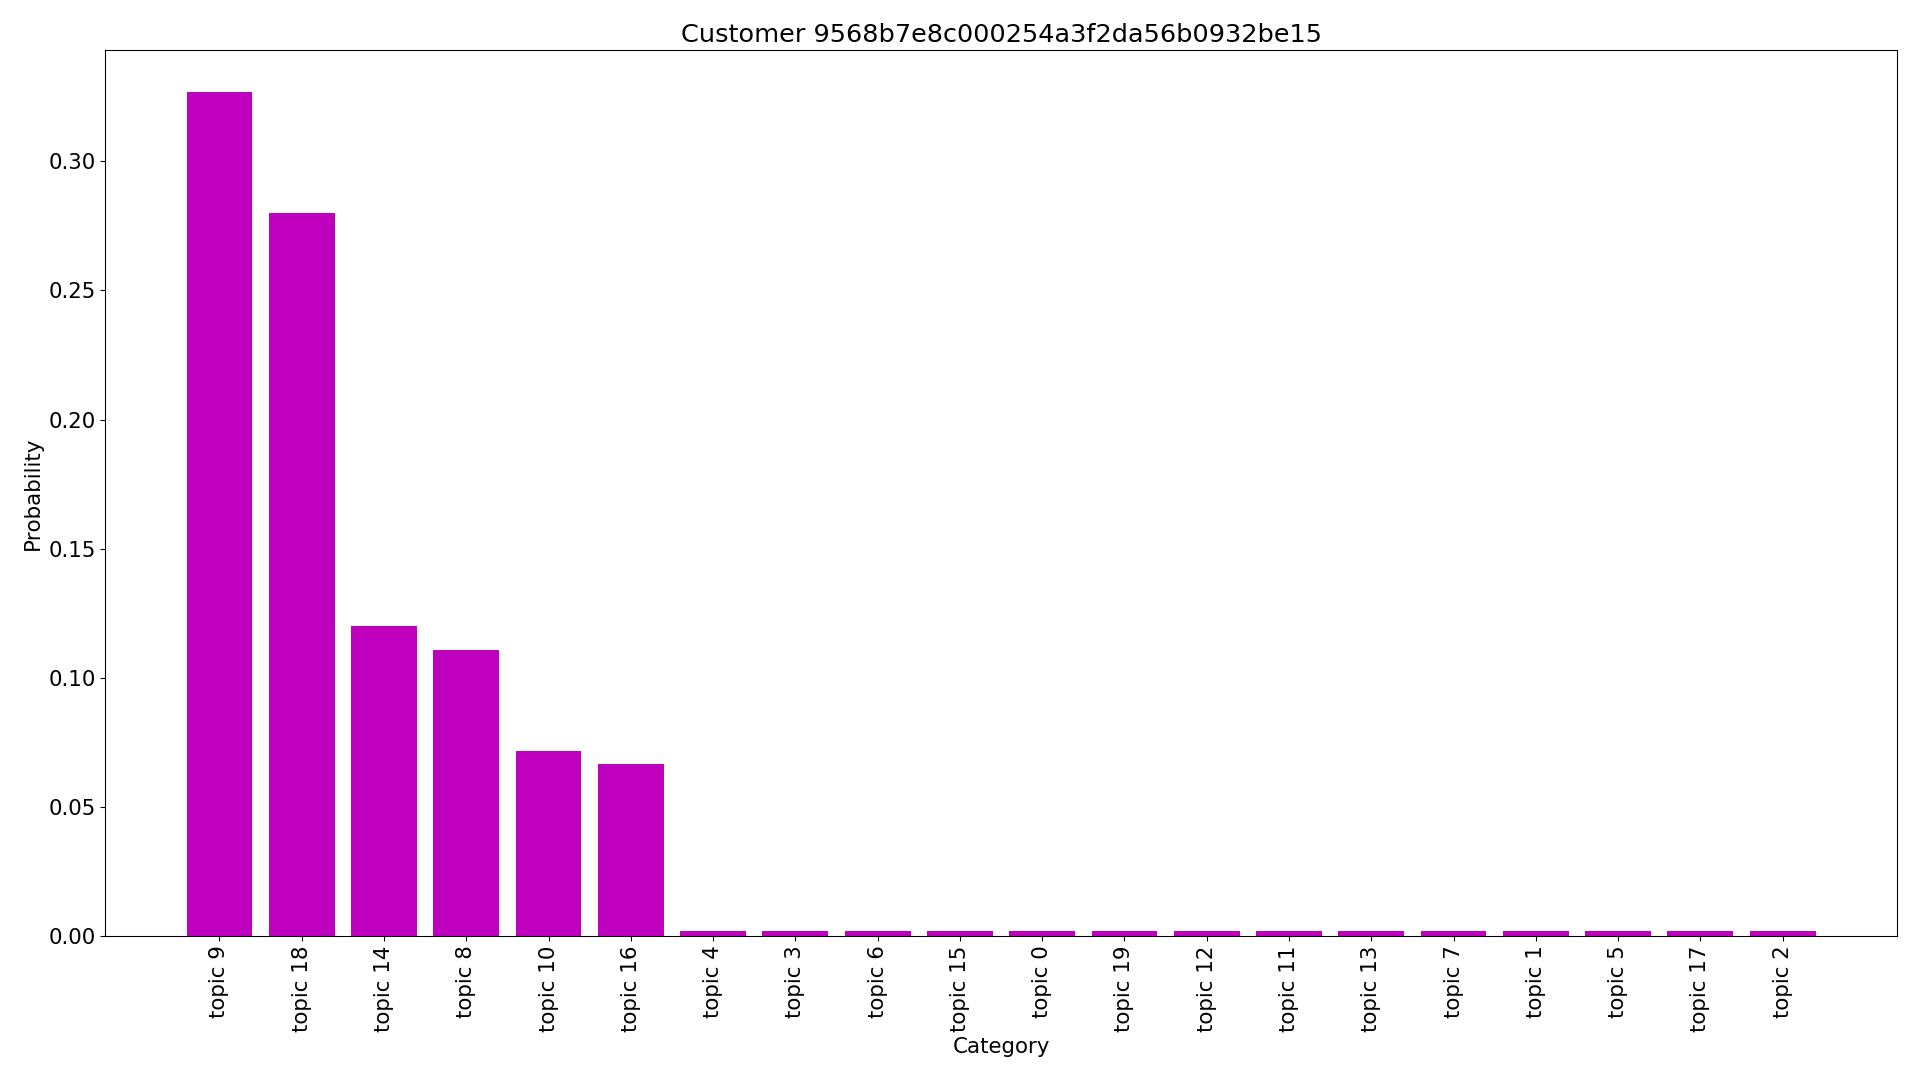 Customer 9568b7e8c000254a3f2da56b0932be15
Probability
0.30
0.25
0.20
0.15
0.10
0.05
0.00
topic 9
topic 18
topic 14
topic 8
topic 10
topic 16
topic 4
topic 3
topic 6
topic 15
topic 0
topic 19
topic 12
topic 11
topic 13
topic 7
topic 1
topic 5
topic 17
topic 2
Category